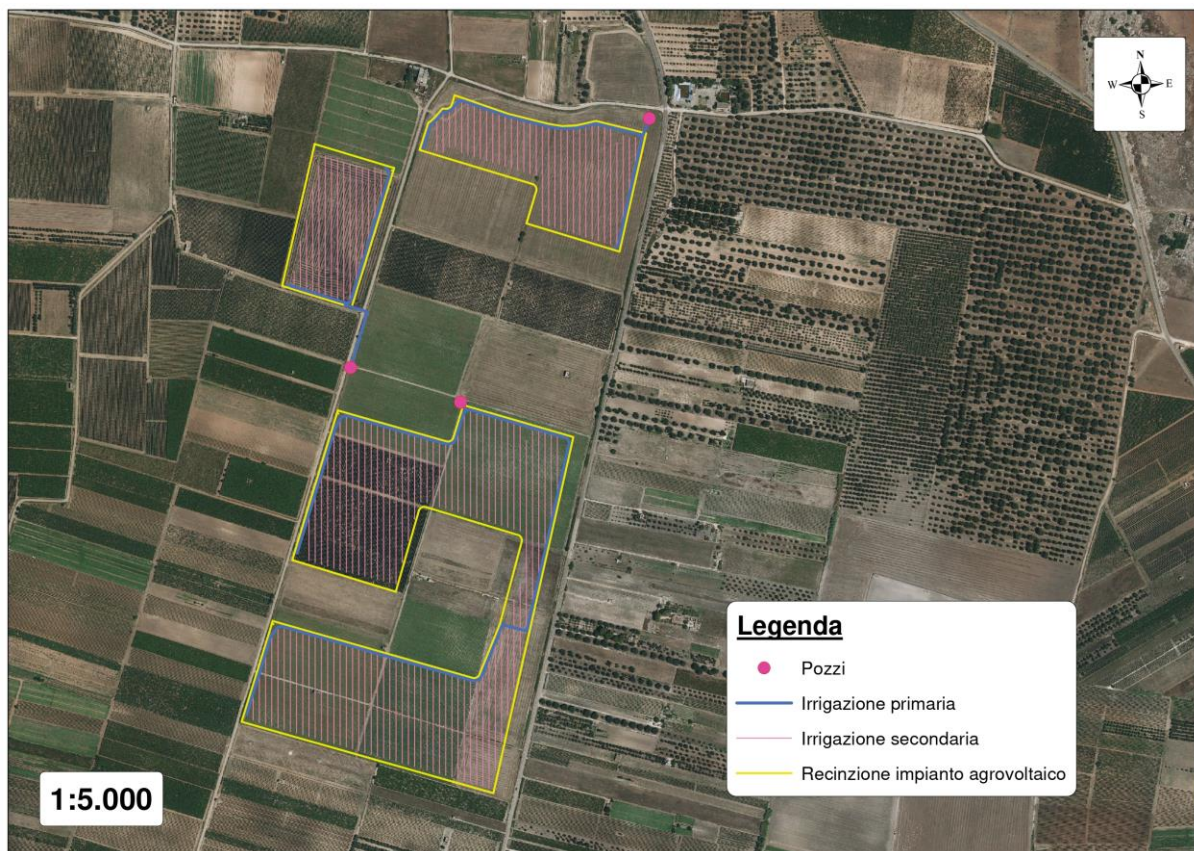 N
W E
S
Legenda
Pozzi
Irrigazione primaria
Irrigazione secondaria
Recinzione impianto agrovoltaico
1:5.000